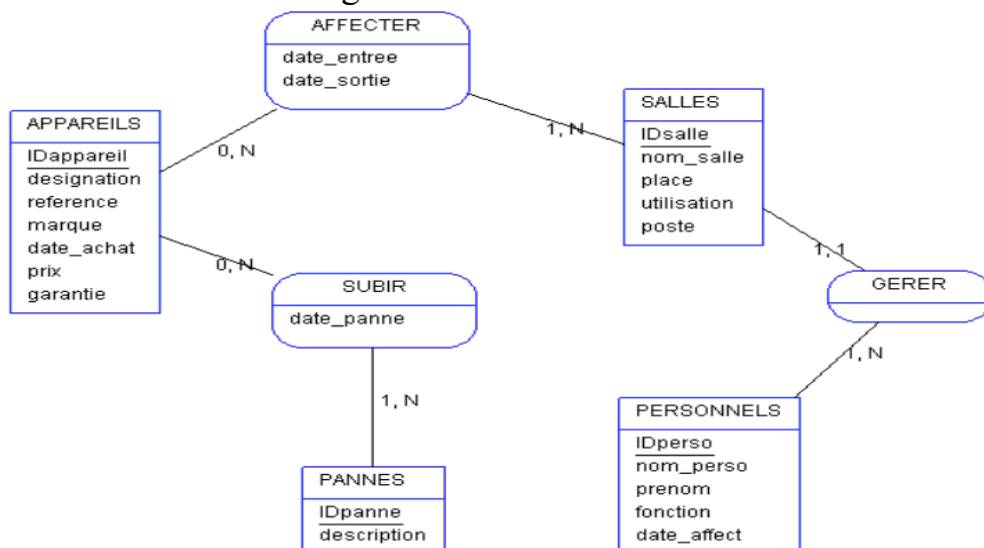 AFFECTER
date_entree
date_sortie
APPAREILS
IDappareil
designation
reference
marque
date_achat
prix
garantie
0, N
1, N
SALLES
IDsalle
nom_salle
place
utilisation
poste
0, N
SUBIR
date_panne
1, 1
GERER
1, N
1, N
PANNES
IDpanne
description
PERSONNELS
IDperso
nom_perso
prenom
fonction
date_affect